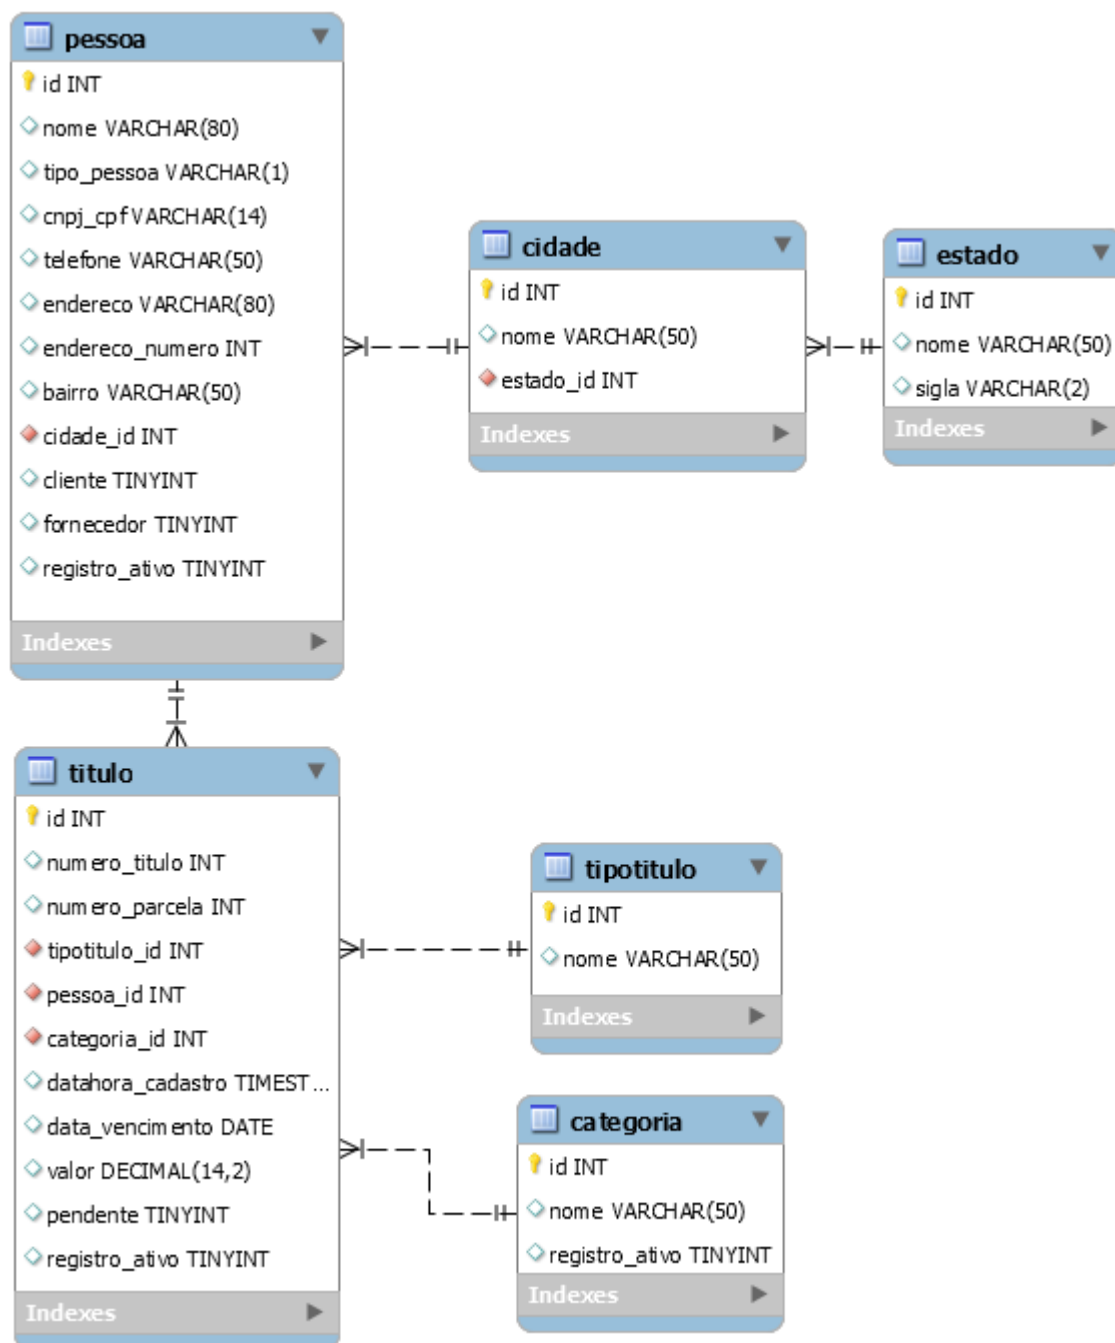 pessoa
id INT
nome VARCHAR(80)
tipo_pessoa VARCHAR(1)
cnpj_cpf VARCHAR(14)
telefone VARCHAR(50)
endereco VARCHAR(80)
endereco_numero INT
bairro VARCHAR(50)
cidade_id INT
cliente TINYINT
fornecedor TINYINT
registro_ativo TINYINT
Indexes
cidade
id INT
nome VARCHAR(50)
estado_id INT
Indexes
estado
id INT
nome VARCHAR(50)
sigla VARCHAR(2)
Indexes
titulo
id INT
numero_titulo INT
numero_parcela INT
tipotitulo_id INT
pessoa_id INT
categoria_id INT
datahora_cadastro TIMEST...
data_vencimento DATE
valor DECIMAL(14,2)
pendente TINYINT
registro_ativo TINYINT
Indexes
tipotitulo
id INT
nome VARCHAR(50)
Indexes
categoria
id INT
nome VARCHAR(50)
registro_ativo TINYINT
Indexes